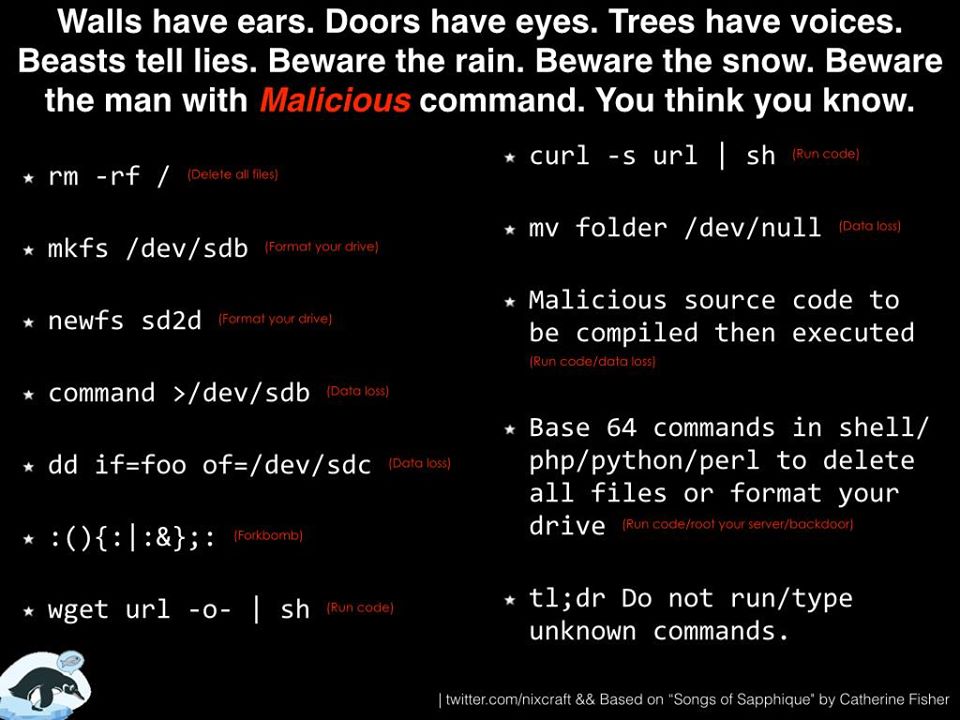 Walls have ears. Doors have eyes. Trees have voices.
Beasts tell lies. Beware the rain. Beware the snow. Beware
the man with Malicious command. You think you know.
rm -rf / (Delete all files)
mkfs /dev/sdb (Format your drive)
newfs sd2d (Format your drive)
command >/dev/sdb (Data loss)
dd if=foo of=/dev/sdc (Data loss)
:(){:|:&};: (Forkbomb)
wget url -o- | sh (Run code)
curl -s url | sh (Run code)
mv folder /dev/null (Data loss)
Malicious source code to
be compiled then executed
(Run code/data loss)
Base 64 commands in shell/
php/python/perl to delete
all files or format your
drive (Run code/root your server/backdoor)
tl;dr Do not run/type
unknown commands.
| twitter.com/nixcraft && Based on “Songs of Sapphique" by Catherine Fisher